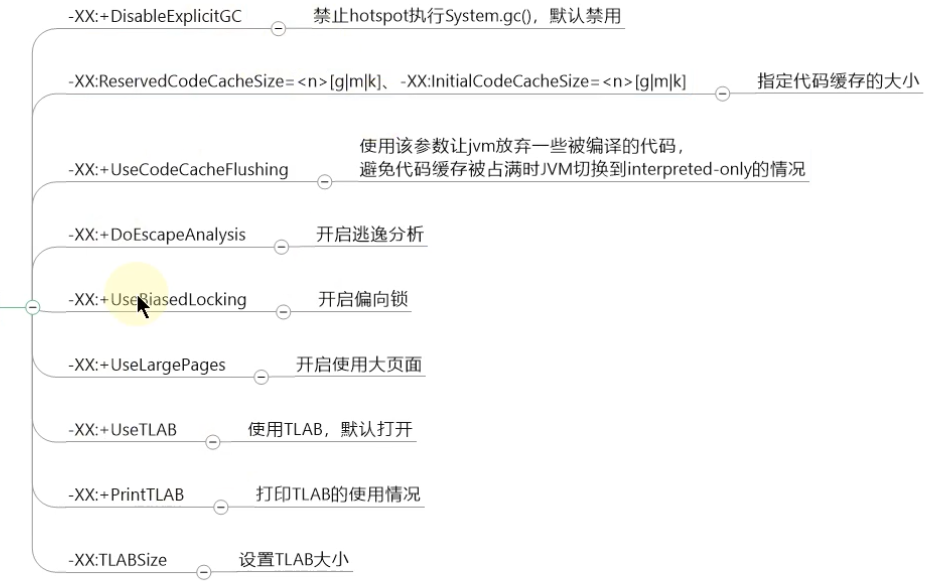 -XX:+DisableExplicitGC 禁止hotspot执行System.gc()，默认禁用
-XX:ReservedCodeCacheSize=<n>[g|m|k]、-XX:InitialCodeCacheSize=<n>[g|m|k] 指定代码缓存的大小
使用该参数让jvm放弃一些被编译的代码，
-XX:+UseCodeCacheFlushing 避免代码缓存被占满时JVM切换到interpreted-only的情况
-XX:+DoEscapeAnalysis 开启逃逸分析
-XX:+UseBiasedLocking 开启偏向锁
-XX:+UseLargePages 开启使用大页面
-XX:+UseTLAB 使用TLAB，默认打开
-XX:+PrintTLAB 打印TLAB的使用情况
-XX:TLABSize 设置TLAB大小